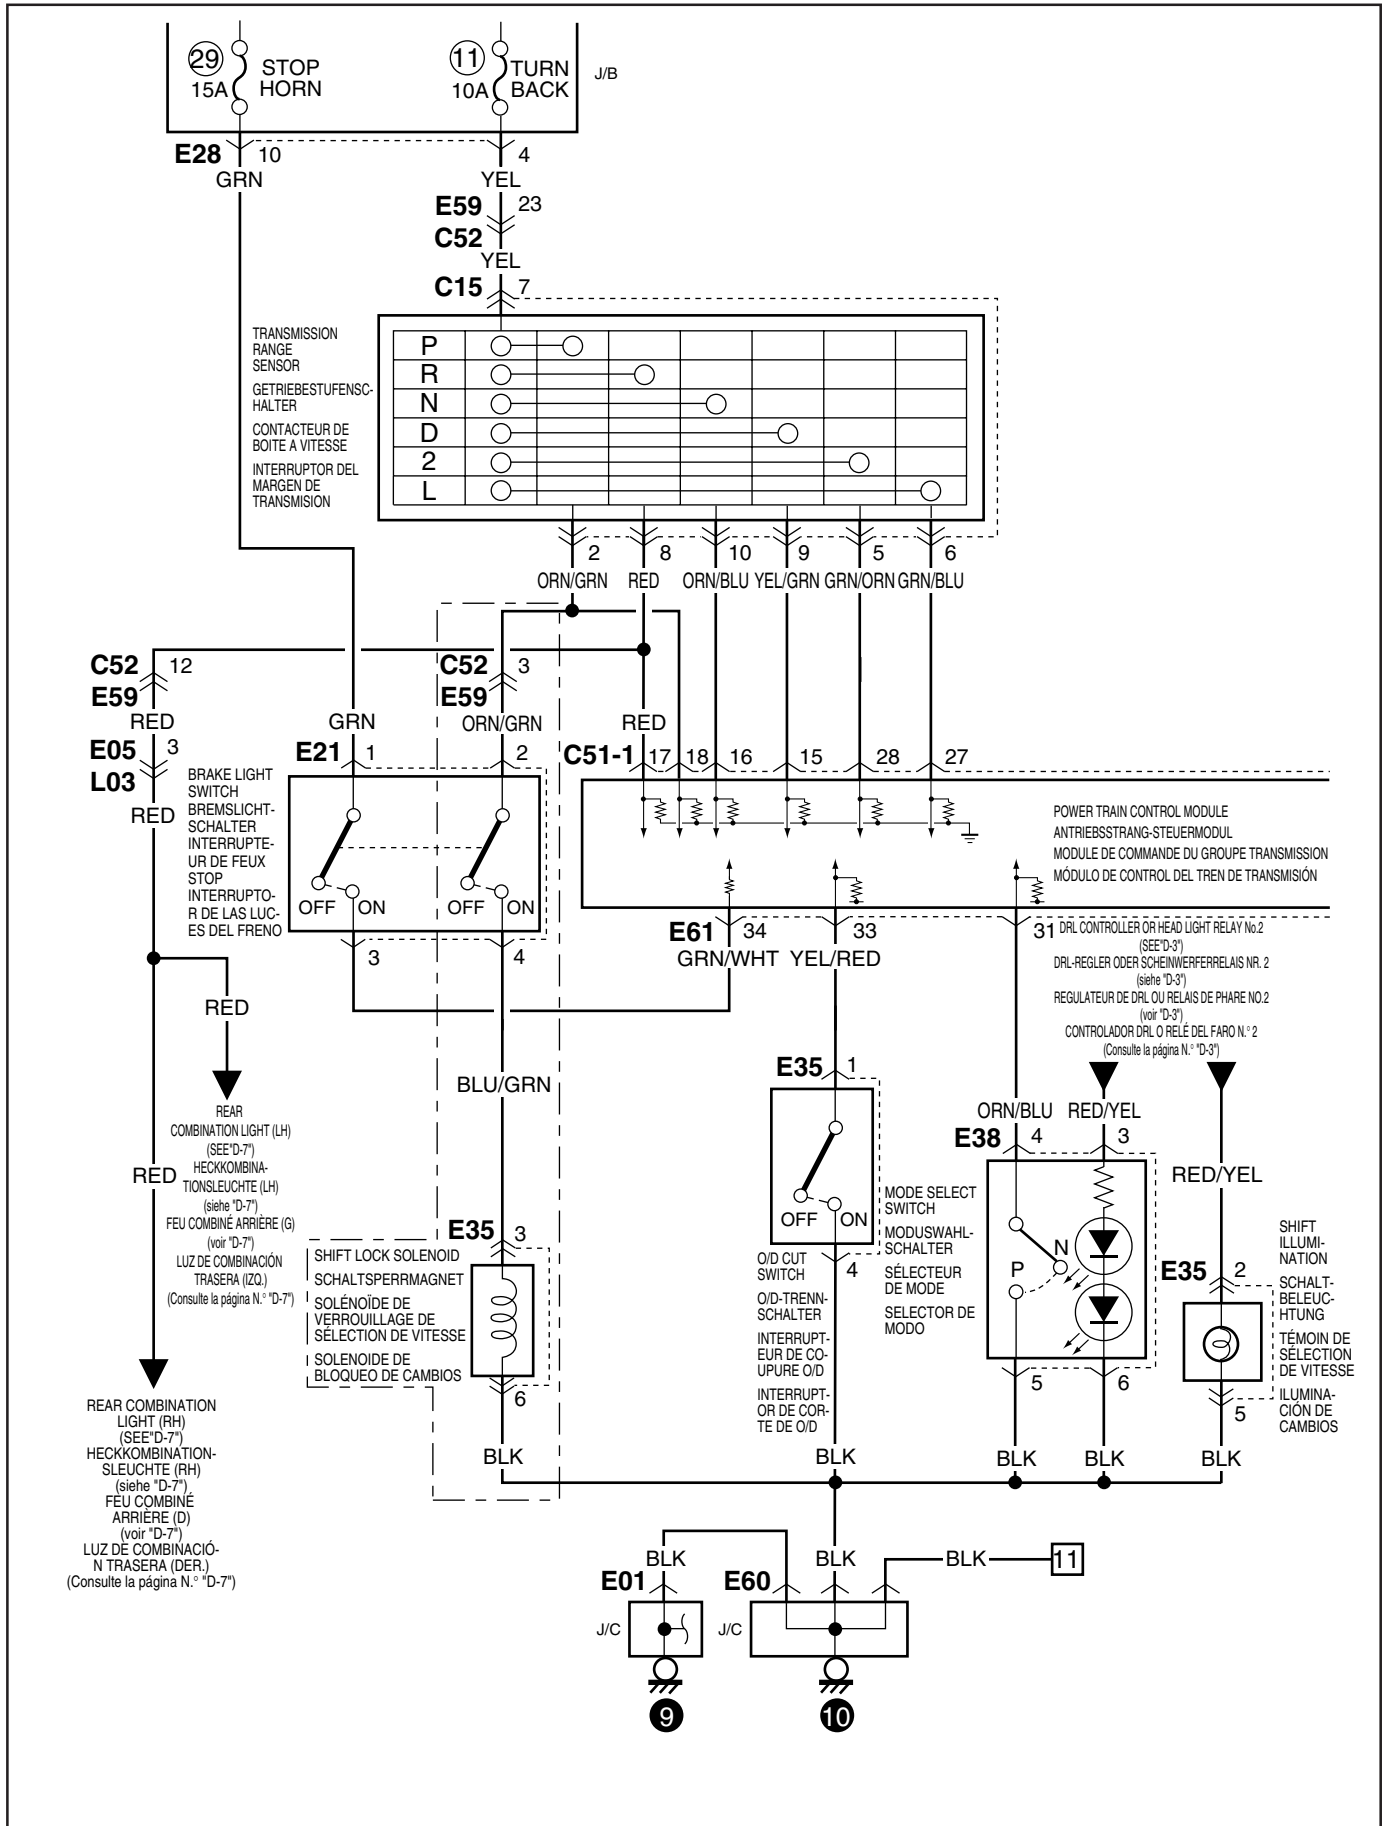 29
15A
STOP
HORN
11
10A
TURN
BACK
J/B
E28
10
4
GRN
YEL
E59
23
C52
YEL
C15
7
TRANSMISSION
RANGE
SENSOR
GETRIEBESTUFENSC-
HALTER
CONTACTEUR DE
BOITE A VITESSE
INTERRUPTOR DEL
MARGEN DE
TRANSMISION
P
R
N
D
2
L
2
8
10
9
5
6
ORN/GRN
RED
ORN/BLU
YEL/GRN
GRN/ORN
GRN/BLU
C52
12
E59
RED
E05
3
L03
RED
C52
3
E59
ORN/GRN
GRN
RED
E21
1
2
C51-1
17
18
16
15
28
27
BRAKE LIGHT
SWITCH
BREMSLICHT-
SCHALTER
INTERRUPTE-
UR DE FEUX
STOP
INTERRUPTO-
R DE LAS LUC-
ES DEL FRENO
OFF
ON
OFF
ON
3
4
POWER TRAIN CONTROL MODULE
ANTRIEBSSTRANG-STEUERMODUL
MODULE DE COMMANDE DU GROUPE TRANSMISSION
MÓDULO DE CONTROL DEL TREN DE TRANSMISIÓN
E61
34
33
31
GRN/WHT
YEL/RED
DRL CONTROLLER OR HEAD LIGHT RELAY No.2
(SEE"D-3")
DRL-REGLER ODER SCHEINWERFERRELAIS NR. 2
(siehe "D-3")
REGULATEUR DE DRL OU RELAIS DE PHARE NO.2
(voir "D-3")
CONTROLADOR DRL O RELÉ DEL FARO N.° 2
(Consulte la página N.° "D-3")
RED
BLU/GRN
REAR
COMBINATION LIGHT (LH)
(SEE"D-7")
HECKKOMBINA-
TIONSLEUCHTE (LH)
(siehe "D-7")
FEU COMBINÉ ARRIÈRE (G)
(voir "D-7")
LUZ DE COMBINACIÓN
TRASERA (IZQ.)
(Consulte la página N.° "D-7")
RED
E35
1
OFF
ON
4
MODE SELECT
SWITCH
MODUSWAHL-
SCHALTER
SÉLECTEUR
DE MODE
SELECTOR DE
MODO
O/D CUT
SWITCH
O/D-TRENN-
SCHALTER
INTERRUPT-
EUR DE CO-
UPURE O/D
INTERRUPT-
OR DE COR-
TE DE O/D
ORN/BLU
RED/YEL
E38
4
3
N
P
5
6
RED/YEL
E35
2
5
SHIFT
ILLUMI-
NATION
SCHALT-
BELEUC-
HTUNG
TÉMOIN DE
SÉLECTION
DE VITESSE
ILUMINA-
CIÓN DE
CAMBIOS
E35
3
SHIFT LOCK SOLENOID
SCHALTSPERRMAGNET
SOLÉNOÏDE DE
VERROUILLAGE DE
SÉLECTION DE VITESSE
SOLENOIDE DE
BLOQUEO DE CAMBIOS
6
BLK
BLK
BLK
BLK
BLK
REAR COMBINATION
LIGHT (RH)
(SEE"D-7")
HECKKOMBINATION-
SLEUCHTE (RH)
(siehe "D-7")
FEU COMBINÉ
ARRIÈRE (D)
(voir "D-7")
LUZ DE COMBINACIÓ-
N TRASERA (DER.)
(Consulte la página N.° "D-7")
BLK
BLK
BLK
11
E01
E60
J/C
J/C
9
10